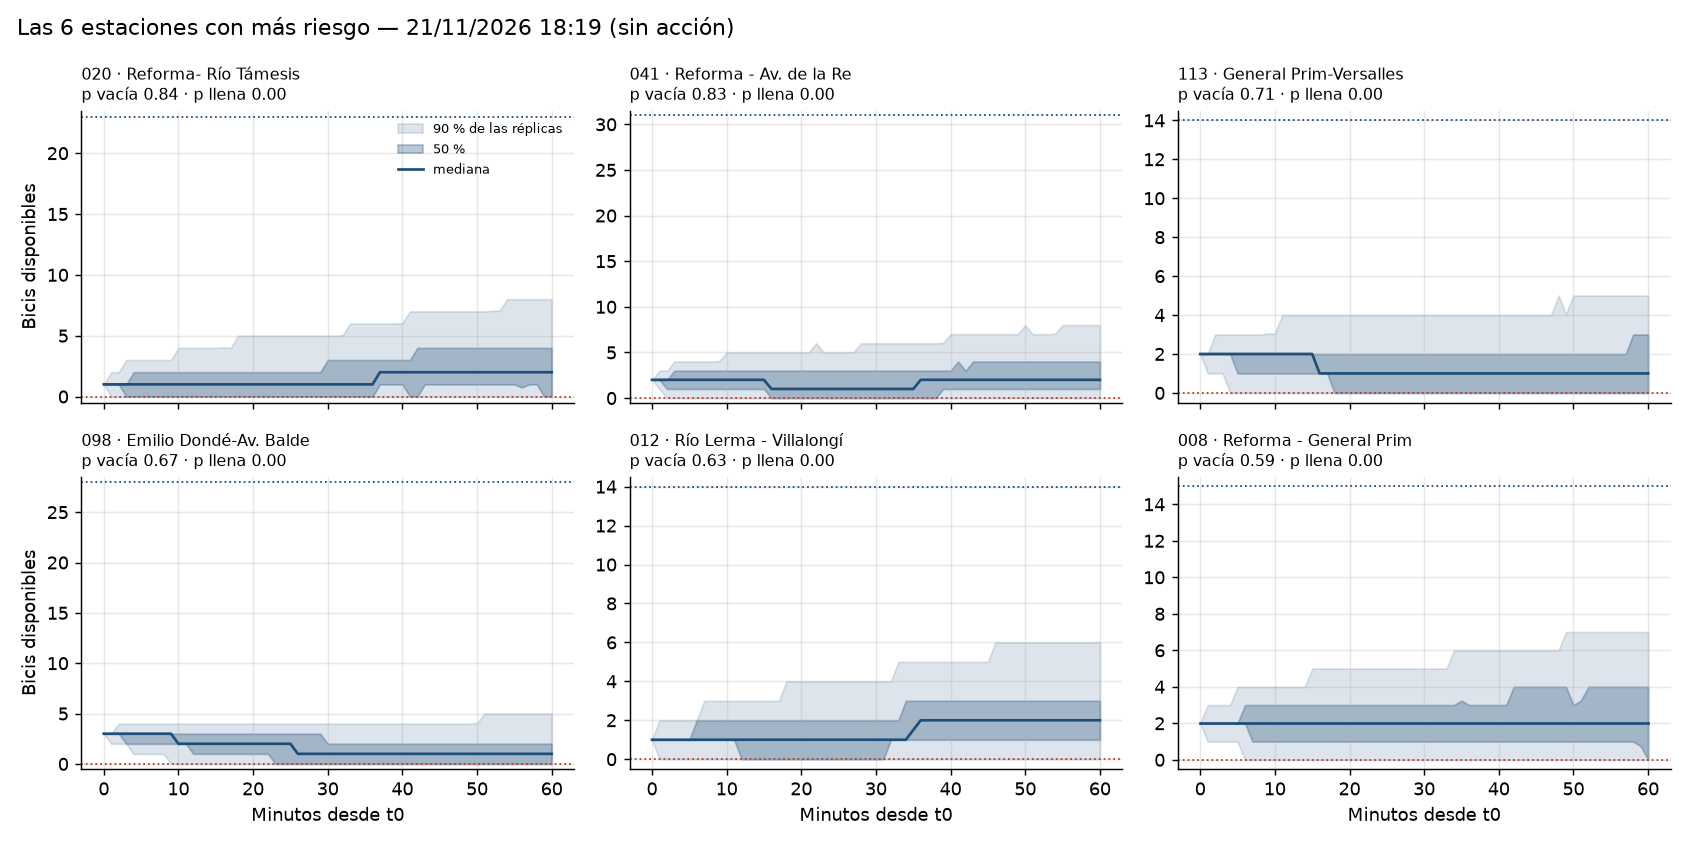 Las 6 estaciones con más riesgo — 21/11/2026 18:19 (sin acción)
020 · Reforma- Río Támesis
p vacía 0.84 · p llena 0.00
90 % de las réplicas
50 %
mediana
Bicis disponibles
20
15
10
5
0
041 · Reforma - Av. de la Re
p vacía 0.83 · p llena 0.00
30
25
20
15
10
5
0
113 · General Prim-Versalles
p vacía 0.71 · p llena 0.00
14
12
10
8
6
4
2
0
098 · Emilio Dondé-Av. Balde
p vacía 0.67 · p llena 0.00
Bicis disponibles
25
20
15
10
5
0
0 10 20 30 40 50 60
Minutos desde t0
012 · Río Lerma - Villalongí
p vacía 0.63 · p llena 0.00
14
12
10
8
6
4
2
0
0 10 20 30 40 50 60
Minutos desde t0
008 · Reforma - General Prim
p vacía 0.59 · p llena 0.00
14
12
10
8
6
4
2
0
0 10 20 30 40 50 60
Minutos desde t0